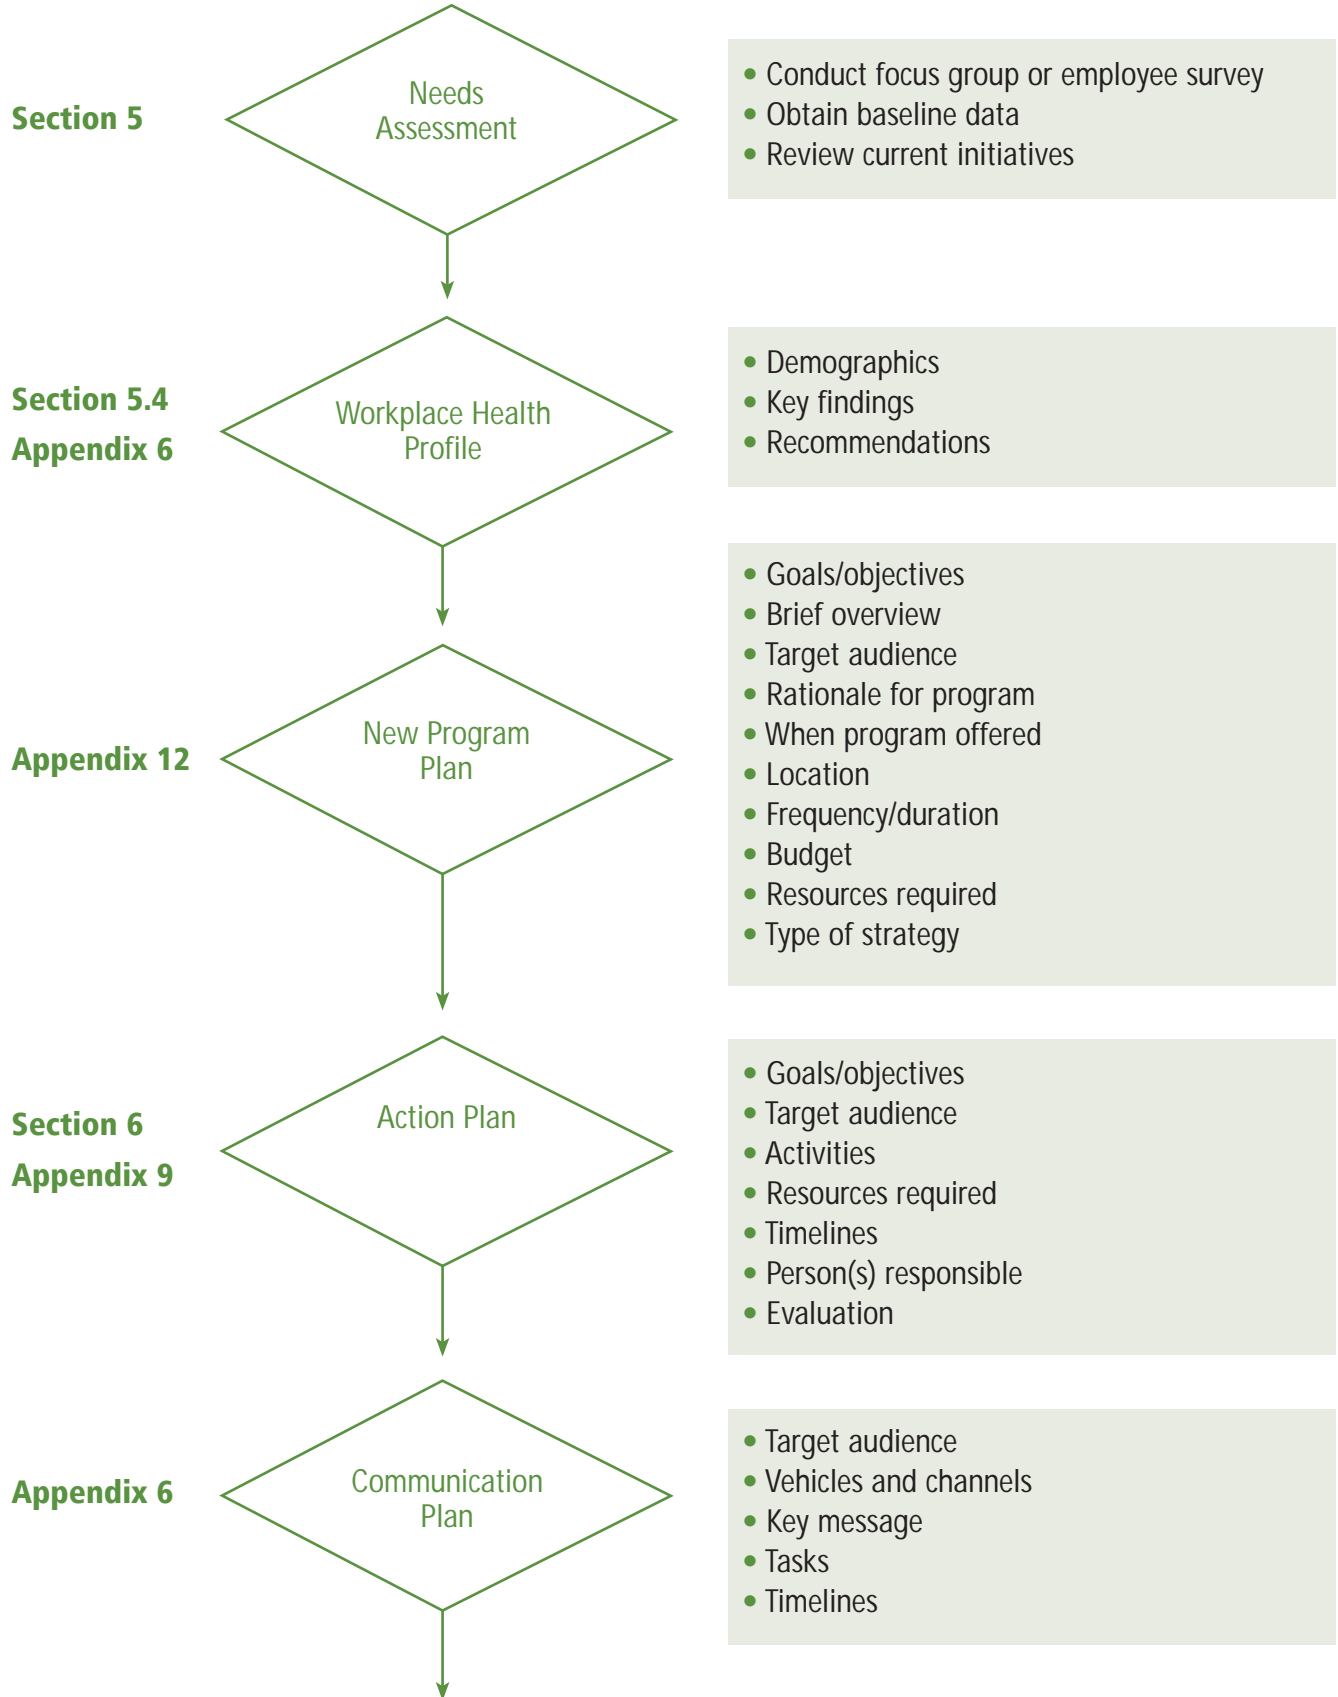 Section 5
Needs
Assessment
• Conduct focus group or employee survey
• Obtain baseline data
• Review current initiatives
Section 5.4
Appendix 6
Workplace Health
Profile
• Demographics
• Key findings
• Recommendations
Appendix 12
New Program
Plan
• Goals/objectives
• Brief overview
• Target audience
• Rationale for program
• When program offered
• Location
• Frequency/duration
• Budget
• Resources required
• Type of strategy
Section 6
Appendix 9
Action Plan
• Goals/objectives
• Target audience
• Activities
• Resources required
• Timelines
• Person(s) responsible
• Evaluation
Appendix 6
Communication
Plan
• Target audience
• Vehicles and channels
• Key message
• Tasks
• Timelines